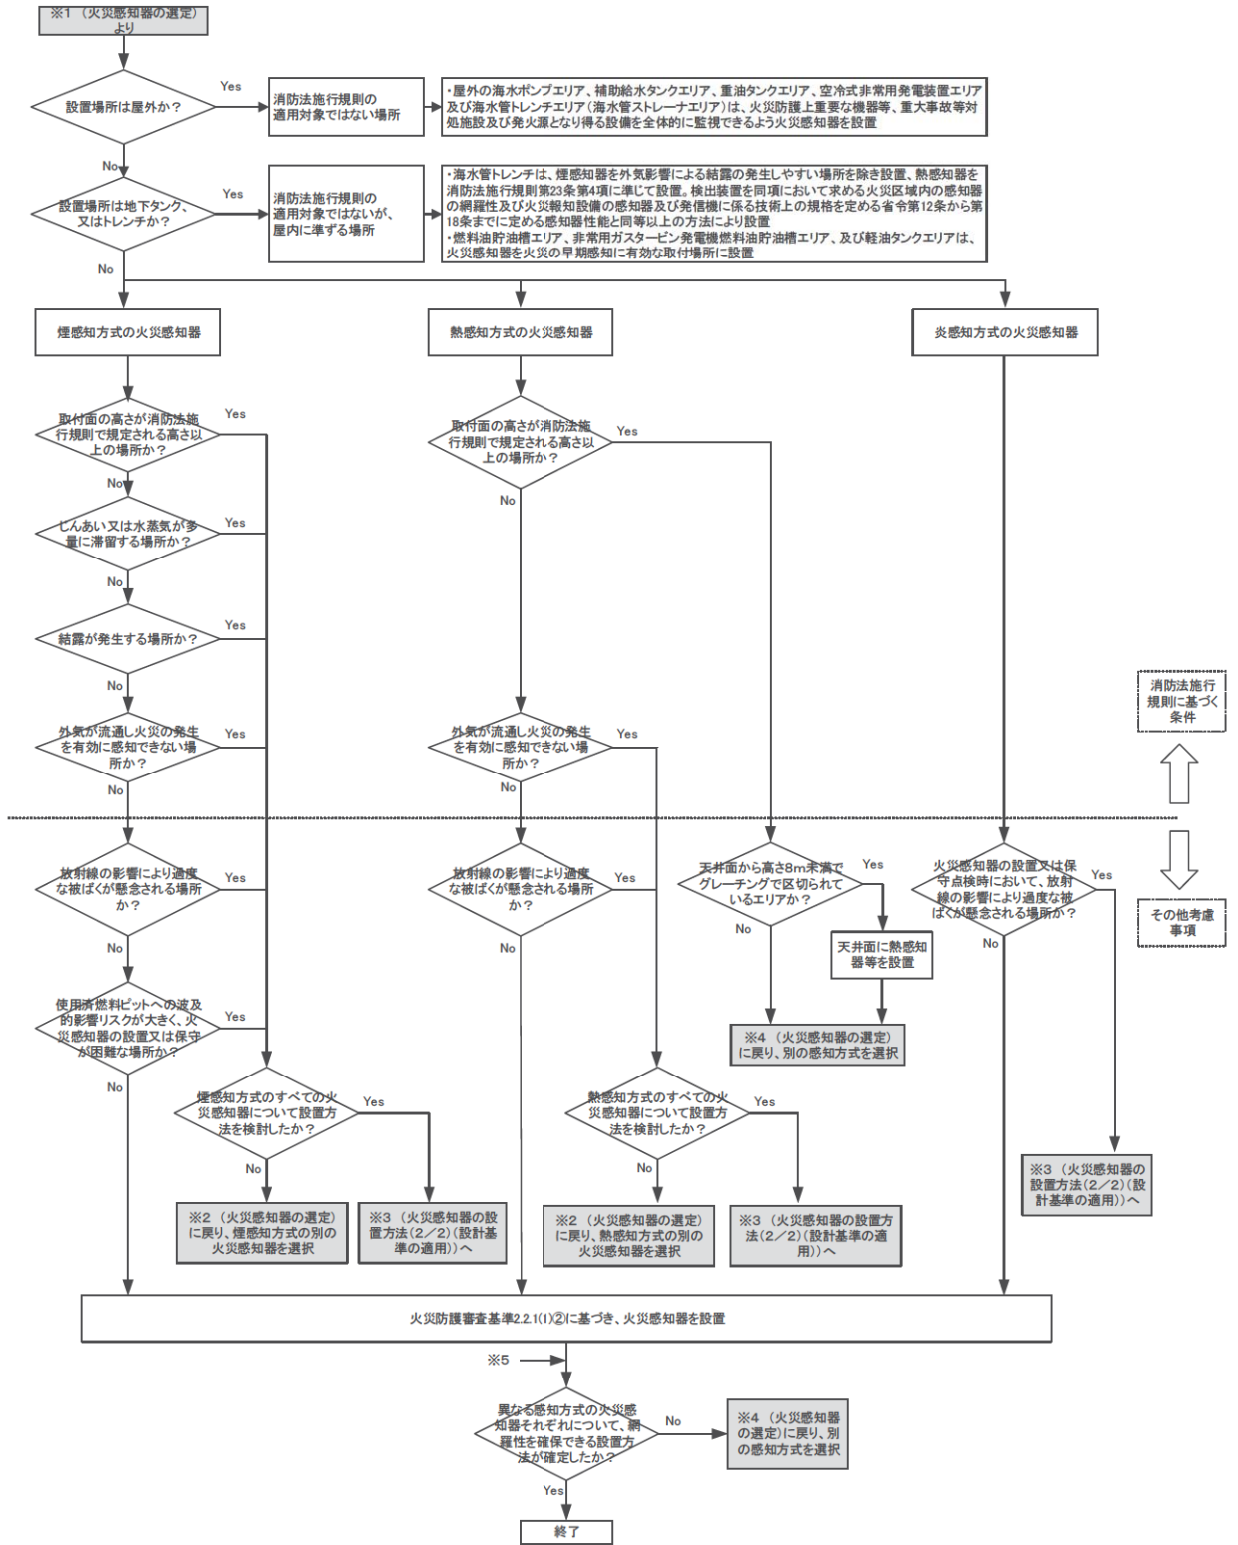 ※1 （火災感知器の選定）
より
設置場所は屋外か？
Yes
消防法施行規則の
適用対象ではない場所
・屋外の海水ポンプエリア、補助給水タンクエリア、重油タンクエリア、空冷式非常用発電装置エリア
及び海水管トレンチエリア（海水管ストレーナエリア）は、火災防護上重要な機器等、重大事故等対
処施設及び発火源となり得る設備を全体的に監視できるよう火災感知器を設置
No
設置場所は地下タンク、
又はトレンチか？
Yes
消防法施行規則の
適用対象ではないが、
屋内に準ずる場所
・海水管トレンチは、煙感知器を外気影響による結露の発生しやすい場所を除き設置、熱感知器を
消防法施行規則第23条第4項に準じて設置。検出装置を同項において求める火災区域内の感知器
の網羅性及び火災報知設備の感知器及び発信機に係る技術上の規格を定める省令第12条から第
18条までに定める感知器性能と同等以上の方法により設置
・燃料油貯油槽エリア、非常用ガスタービン発電機燃料油貯油槽エリア、及び軽油タンクエリアは、
火災感知器を火災の早期感知に有効な取付場所に設置
No
煙感知方式の火災感知器
熱感知方式の火災感知器
炎感知方式の火災感知器
取付面の高さが消防法施
行規則で規定される高さ以
上の場所か？
Yes
No
じんあい又は水蒸気が多
量に滞留する場所か？
Yes
No
結露が発生する場所か？
Yes
No
外気が流通し火災の発生
を有効に感知できない場
所か？
Yes
No
放射線の影響により過度
な被ばくが懸念される場所
か？
Yes
No
使用済燃料ピットへの波及
的影響リスクが大きく、火
災感知器の設置又は保守
が困難な場所か？
Yes
No
煙感知方式のすべての火
災感知器について設置方
法を検討したか？
Yes
No
※2 （火災感知器の選定）
に戻り、煙感知方式の別の
火災感知器を選択
※3 （火災感知器の設
置方法（2／2）（設計基
準の適用））へ
取付面の高さが消防法施
行規則で規定される高さ以
上の場所か？
Yes
No
外気が流通し火災の発生
を有効に感知できない場
所か？
Yes
No
放射線の影響により過度
な被ばくが懸念される場所
か？
Yes
No
天井面から高さ8m未満で
グレーチングで区切られて
いるエリアか？
Yes
No
天井面に熱感知
器等を設置
※4 （火災感知器の選定）
に戻り、別の感知方式を選択
熱感知方式のすべての火
災感知器について設置方
法を検討したか？
Yes
No
※2 （火災感知器の選定）
に戻り、熱感知方式の別の
火災感知器を選択
※3 （火災感知器の設置方
法（2／2）（設計基準の適
用））へ
火災感知器の設置又は保
守点検時において、放射
線の影響により過度な被
ばくが懸念される場所か？
Yes
No
※3 （火災感知器の
設置方法（2／2）（設
計基準の適用））へ
消防法施行
規則に基づく
条件
その他考慮
事項
火災防護審査基準2.2.1(1)②に基づき、火災感知器を設置
※5
異なる感知方式の火災感
知器それぞれについて、網
羅性を確保できる設置方
法が確定したか？
No
※4 （火災感知器
の選定）に戻り、別
の感知方式を選択
Yes
終了